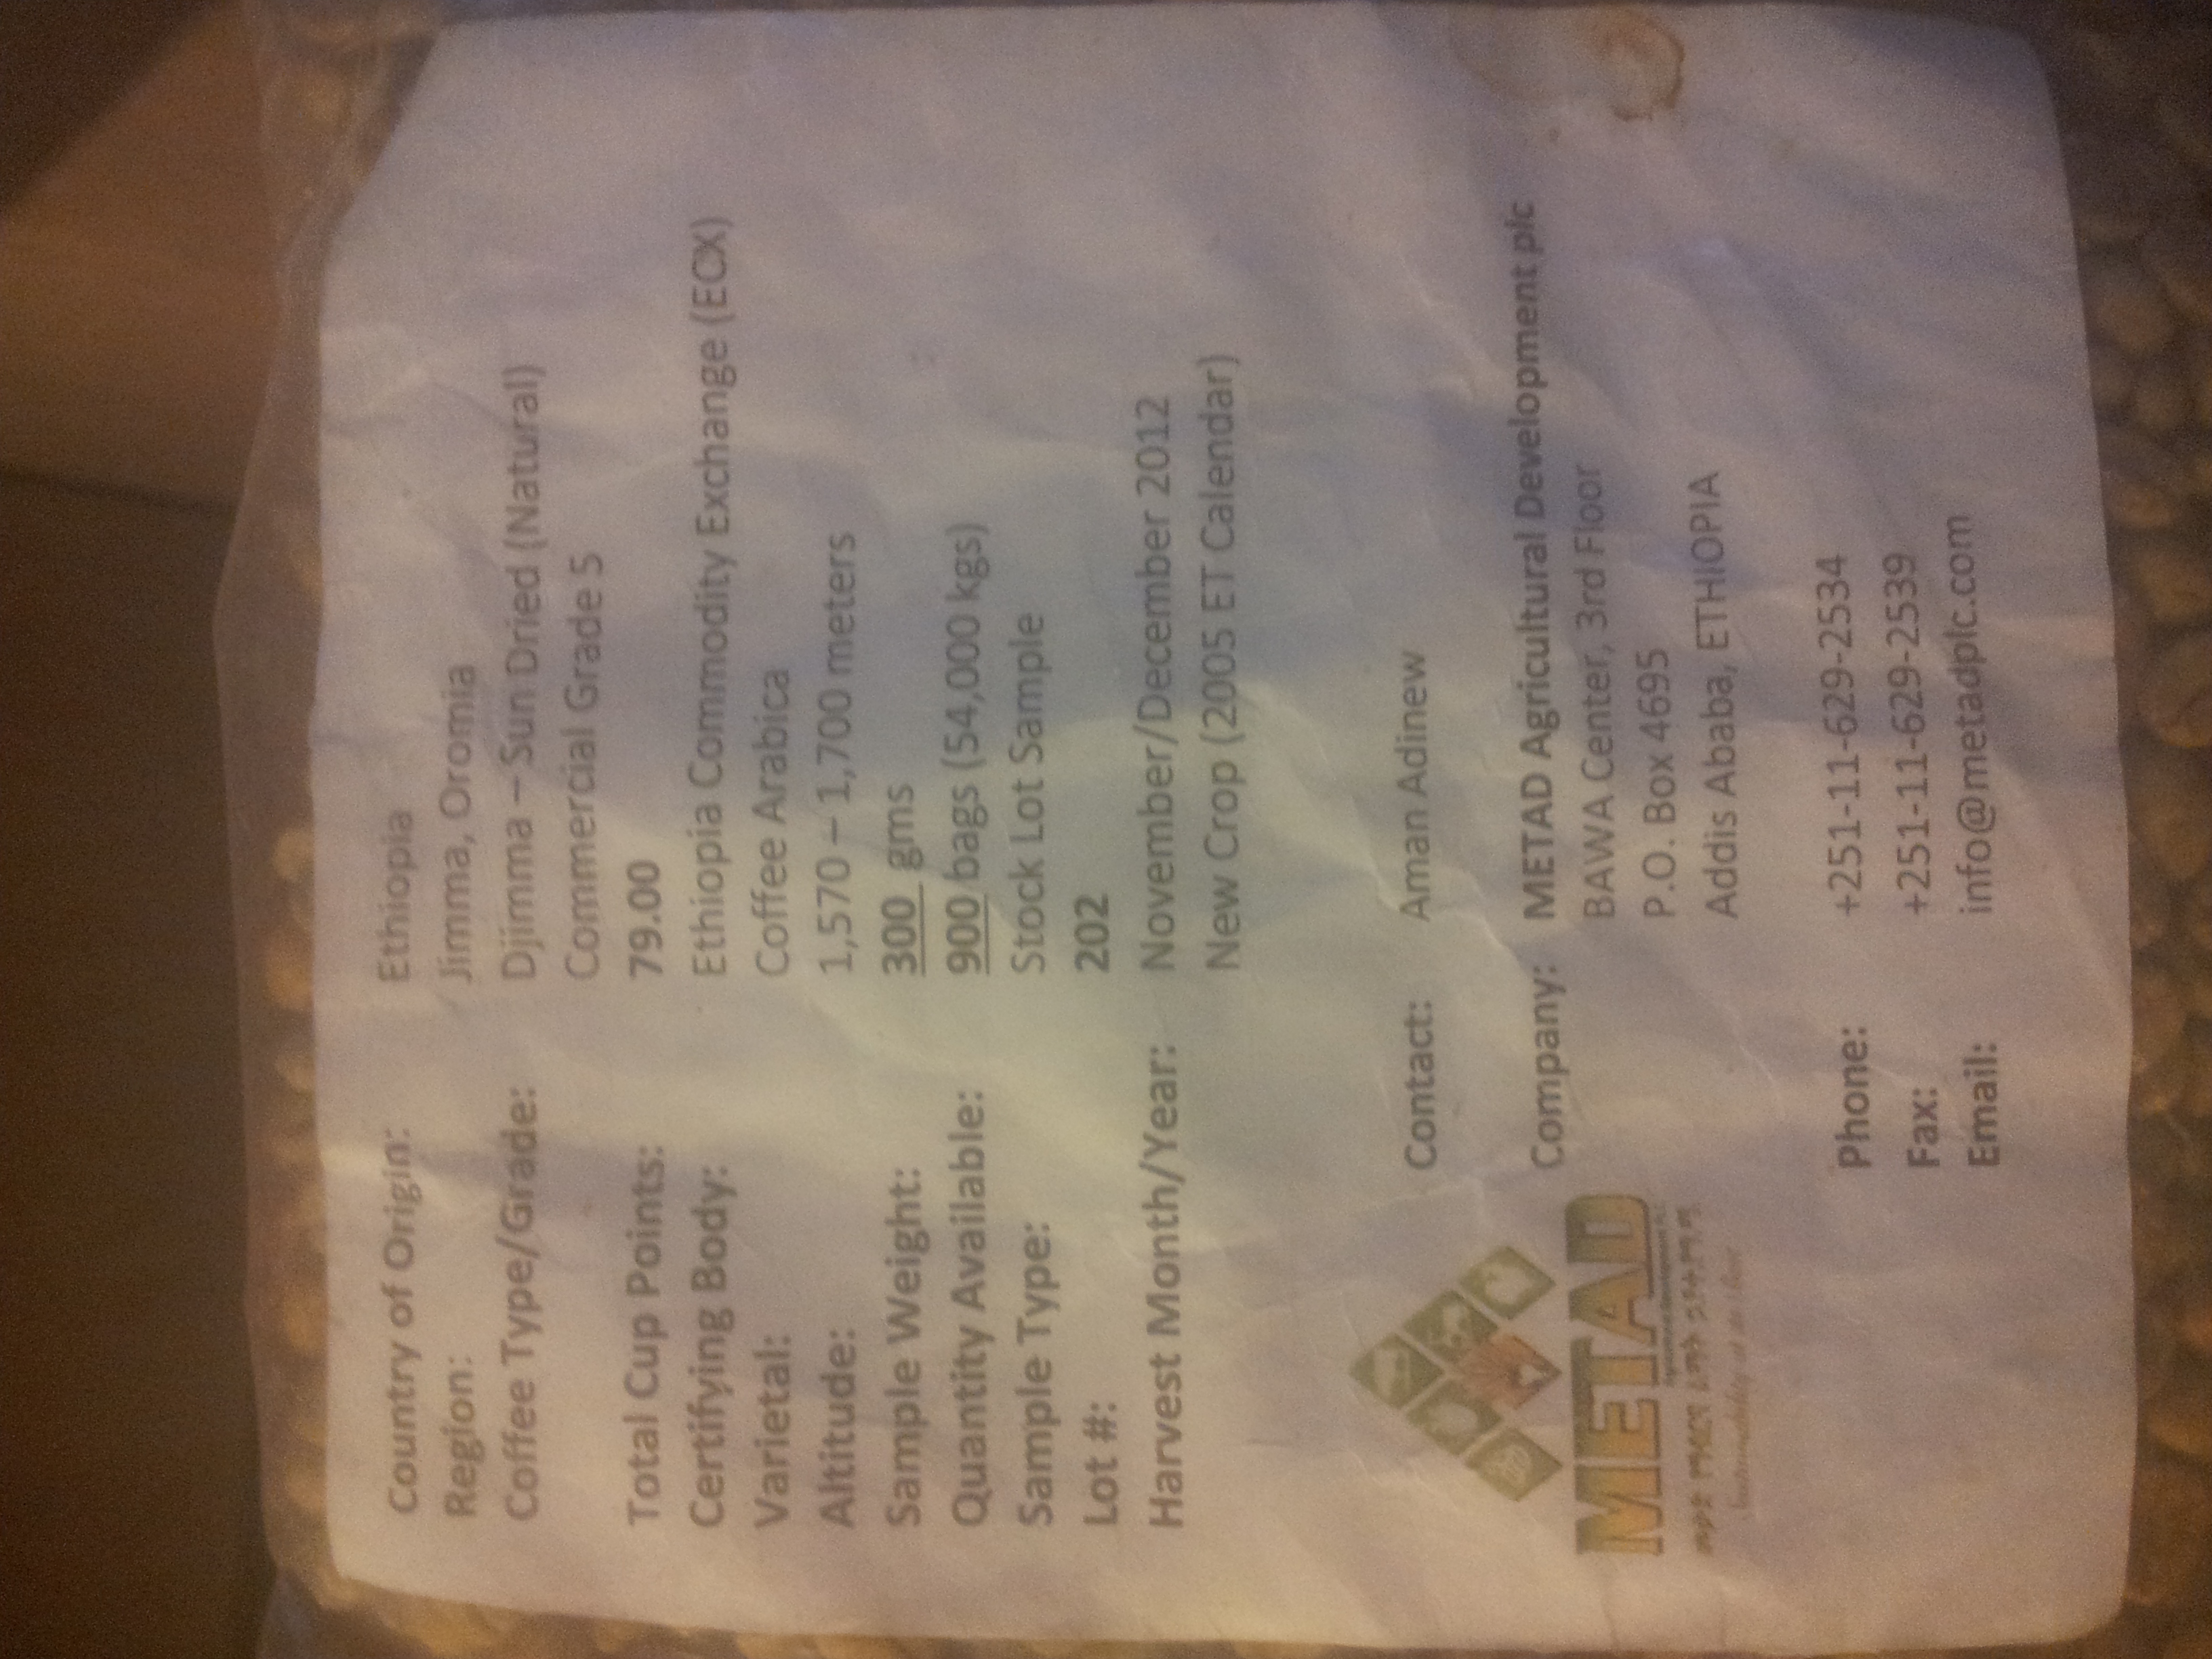 Country of Origin: Ethiopia
Region: Jimma, Oromia
Coffee Type/Grade: Djimma – Sun Dried (Natural)
Commercial Grade 5
Total Cup Points: 79.00
Certifying Body: Ethiopia Commodity Exchange (ECX)
Varietal: Coffee Arabica
Altitude: 1,570 – 1,700 meters
Sample Weight: 300 gms
Quantity Available: 900 bags (54,000 kgs)
Sample Type: Stock Lot Sample
Lot #: 202
Harvest Month/Year: November/December 2012
New Crop (2005 ET Calendar)
Contact: Aman Adinew
Company: METAD Agricultural Development plc
BAWA Center, 3rd Floor
P.O. Box 4695
Addis Ababa, ETHIOPIA
Phone: +251-11-629-2534
Fax: +251-11-629-2539
Email: info@metadplc.com
METAD